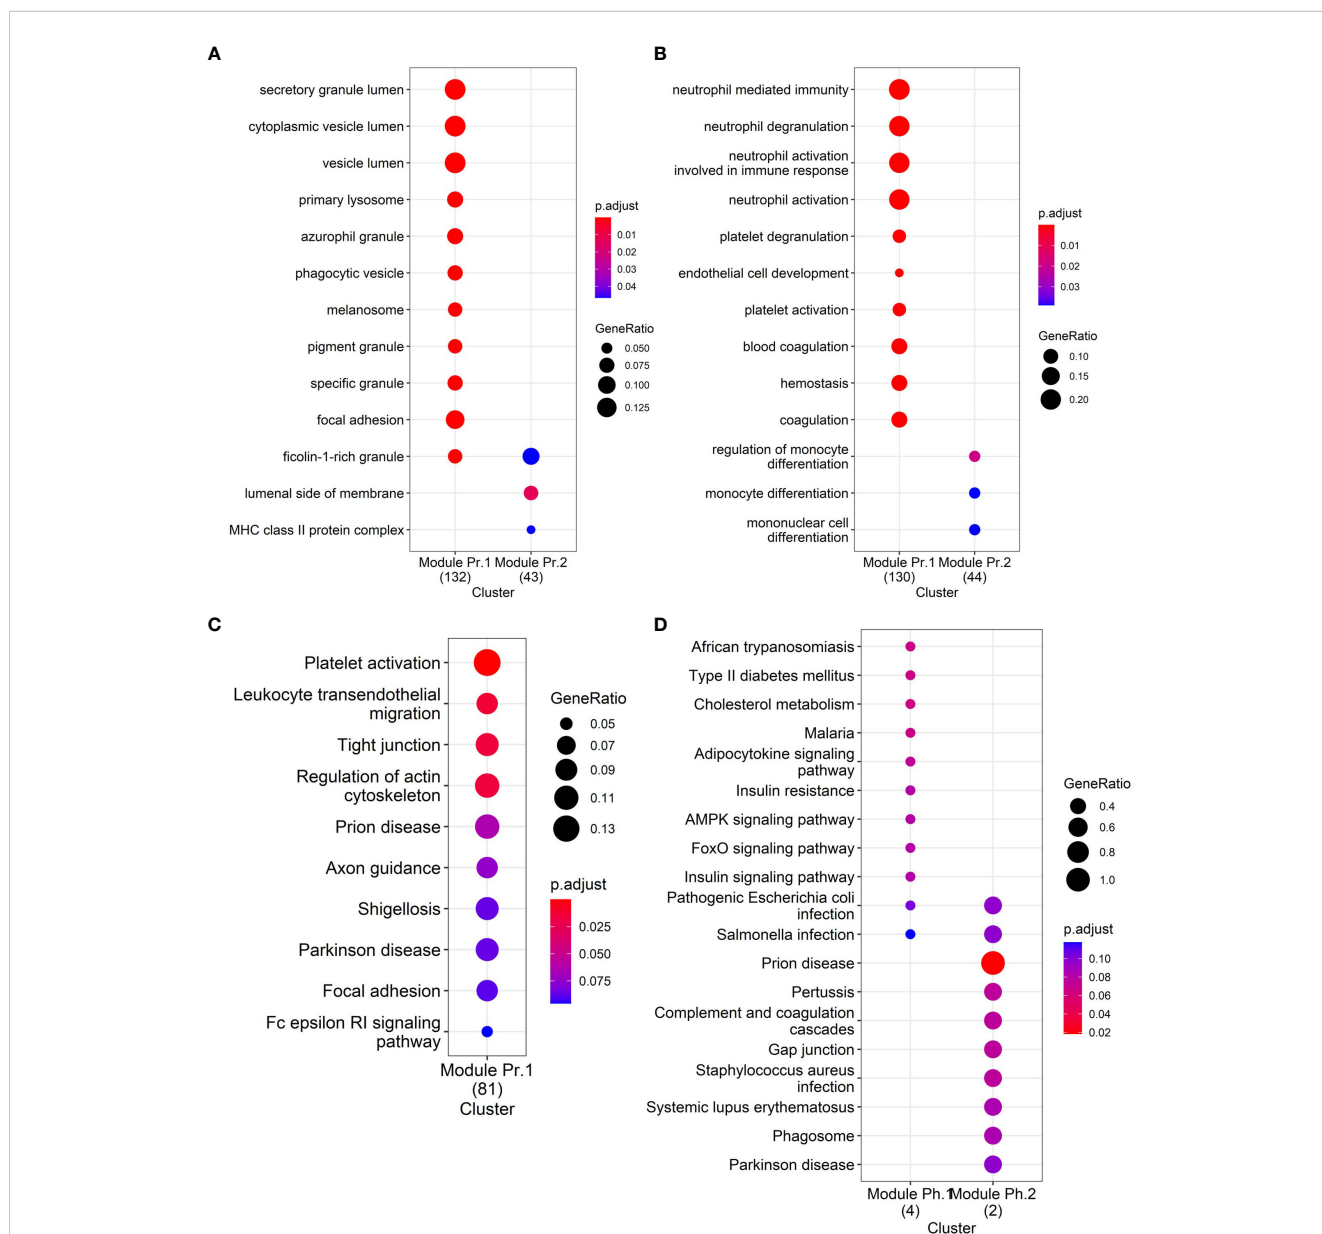 A
secretory granule lumen
cytoplasmic vesicle lumen
vesicle lumen
primary lysosome
azurophil granule
phagocytic vesicle
melanosome
pigment granule
specific granule
focal adhesion
ficolin-1-rich granule
lumenal side of membrane
MHC class II protein complex
Module Pr.1 Module Pr.2
(132) (43)
Cluster
p.adjust
0.01
0.02
0.03
0.04
GeneRatio
0.050
0.075
0.100
0.125
B
neutrophil mediated immunity
neutrophil degranulation
neutrophil activation
involved in immune response
neutrophil activation
platelet degranulation
endothelial cell development
platelet activation
blood coagulation
hemostasis
coagulation
regulation of monocyte
differentiation
monocyte differentiation
mononuclear cell
differentiation
Module Pr.1 Module Pr.2
(130) (44)
Cluster
p.adjust
0.01
0.02
0.03
GeneRatio
0.10
0.15
0.20
C
Platelet activation
Leukocyte transendothelial
migration
Tight junction
Regulation of actin
cytoskeleton
Prion disease
Axon guidance
Shigellosis
Parkinson disease
Focal adhesion
Fc epsilon RI signaling
pathway
Module Pr.1
(81)
Cluster
GeneRatio
0.05
0.07
0.09
0.11
0.13
p.adjust
0.025
0.050
0.075
D
African trypanosomiasis
Type II diabetes mellitus
Cholesterol metabolism
Malaria
Adipocytokine signaling
pathway
Insulin resistance
AMPK signaling pathway
FoxO signaling pathway
Insulin signaling pathway
Pathogenic Escherichia coli
infection
Salmonella infection
Prion disease
Pertussis
Complement and coagulation
cascades
Gap junction
Staphylococcus aureus
infection
Systemic lupus erythematosus
Phagosome
Parkinson disease
Module Ph.1 Module Ph.2
(4) (2)
Cluster
GeneRatio
0.4
0.6
0.8
1.0
p.adjust
0.10
0.08
0.06
0.04
0.02